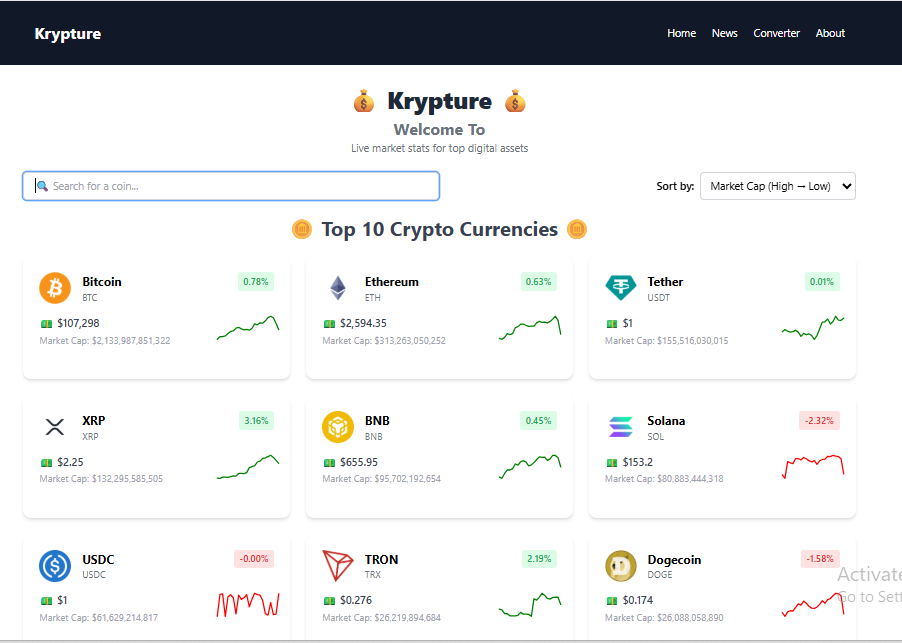 Krypture
Home News Converter About
Krypture
Welcome To
Live market stats for top digital assets
Search for a coin...
Sort by: Market Cap (High → Low)
Top 10 Crypto Currencies
Bitcoin 0.78%
BTC
$107,298
Market Cap: $2,133,987,851,322
Ethereum 0.63%
ETH
$2,594.35
Market Cap: $313,263,050,252
Tether 0.01%
USDT
$1
Market Cap: $155,516,030,015
XRP 3.16%
XRP
$2.25
Market Cap: $132,295,585,505
BNB 0.45%
BNB
$655.95
Market Cap: $95,702,192,654
Solana -2.32%
SOL
$153.2
Market Cap: $80,883,444,318
USDC -0.00%
USDC
$1
Market Cap: $61,629,214,817
TRON 2.19%
TRX
$0.276
Market Cap: $26,219,894,684
Dogecoin -1.58%
DOGE
$0.174
Market Cap: $26,088,058,890
Activate
Go to Sett